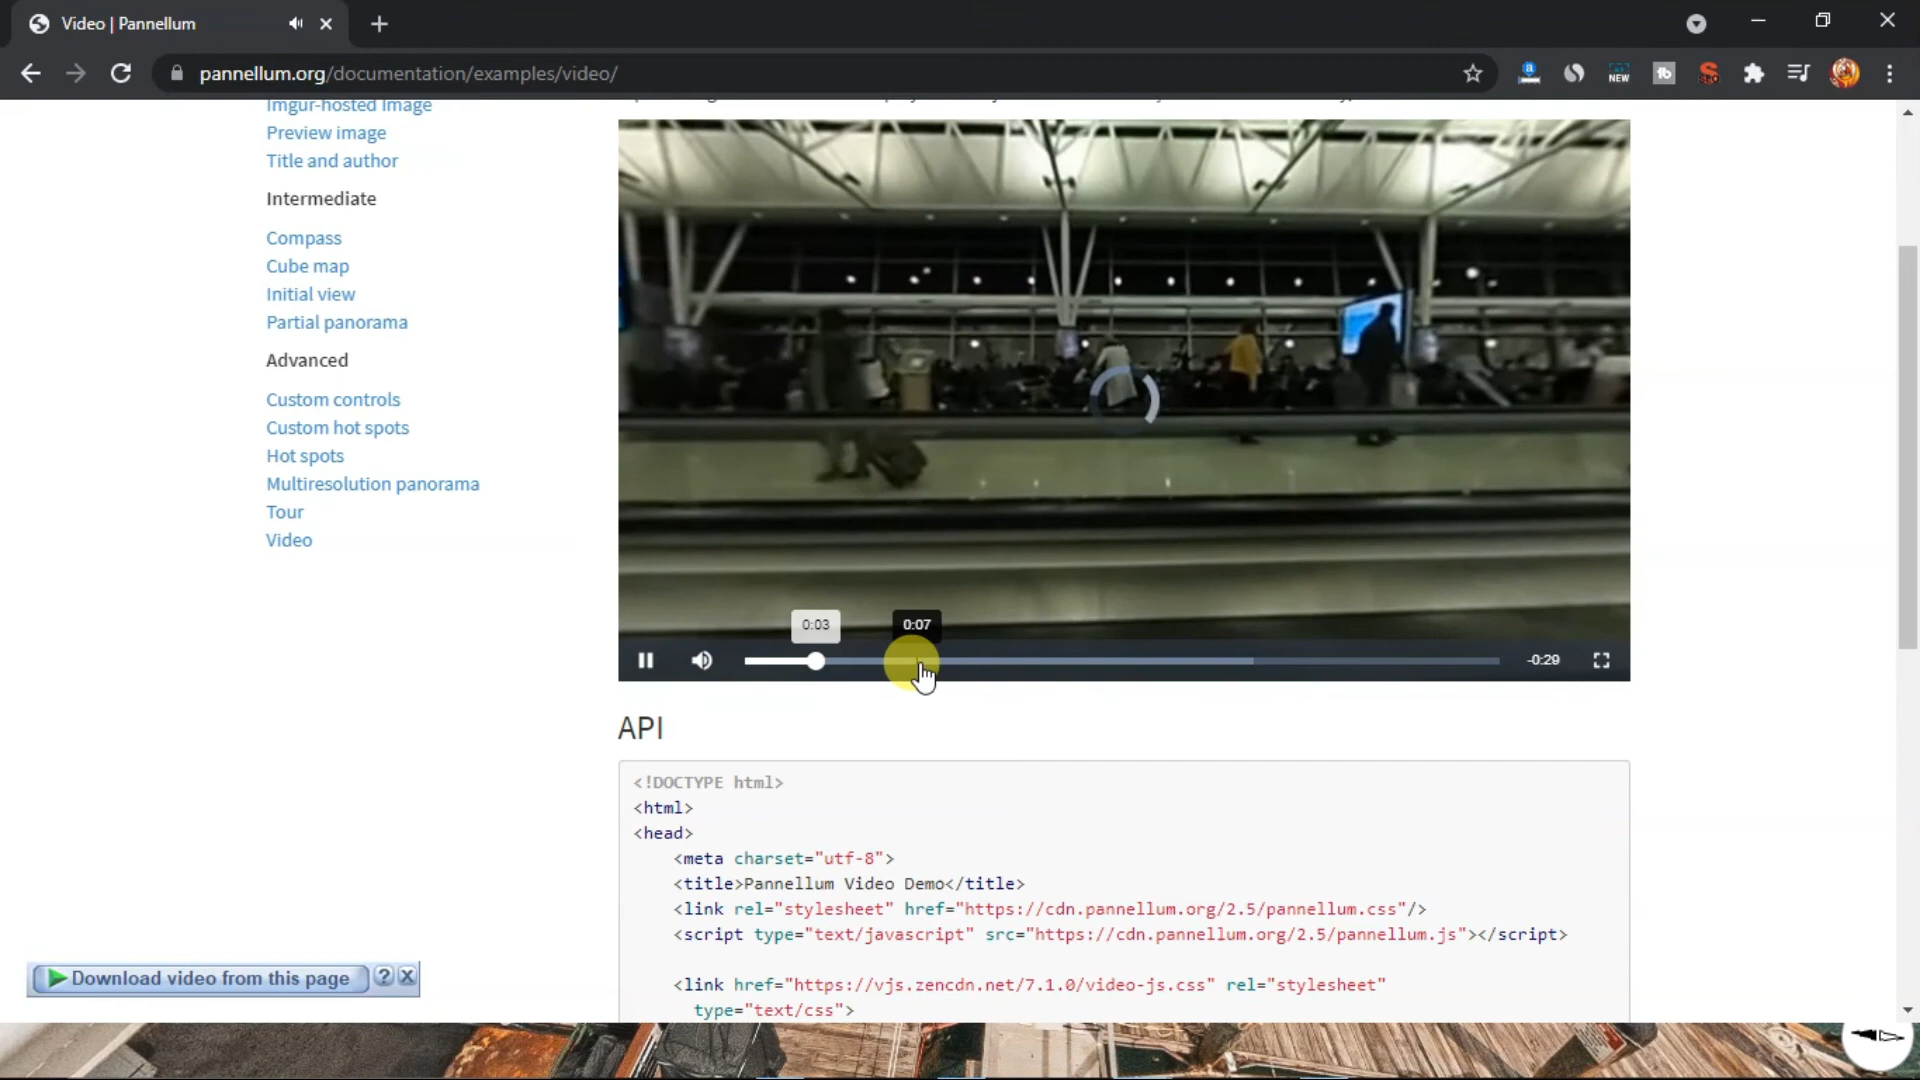 Video | Pannellum
pannellum.org/documentation/examples/video/
NEW
Imgur-hosted Image
Preview image
Title and author
Intermediate
Compass
Cube map
Initial view
Partial panorama
Advanced
Custom controls
Custom hot spots
Hot spots
Multiresolution panorama
Tour
Video
0:03
0:07
-0:29
API
<!DOCTYPE html>
<html>
<head>
<meta charset="utf-8">
<title>Pannellum Video Demo</title>
<link rel="stylesheet" href="https://cdn.pannellum.org/2.5/pannellum.css"/>
<script type="text/javascript" src="https://cdn.pannellum.org/2.5/pannellum.js"></script>
<link href="https://vjs.zencdn.net/7.1.0/video-js.css" rel="stylesheet"
type="text/css">
Download video from this page